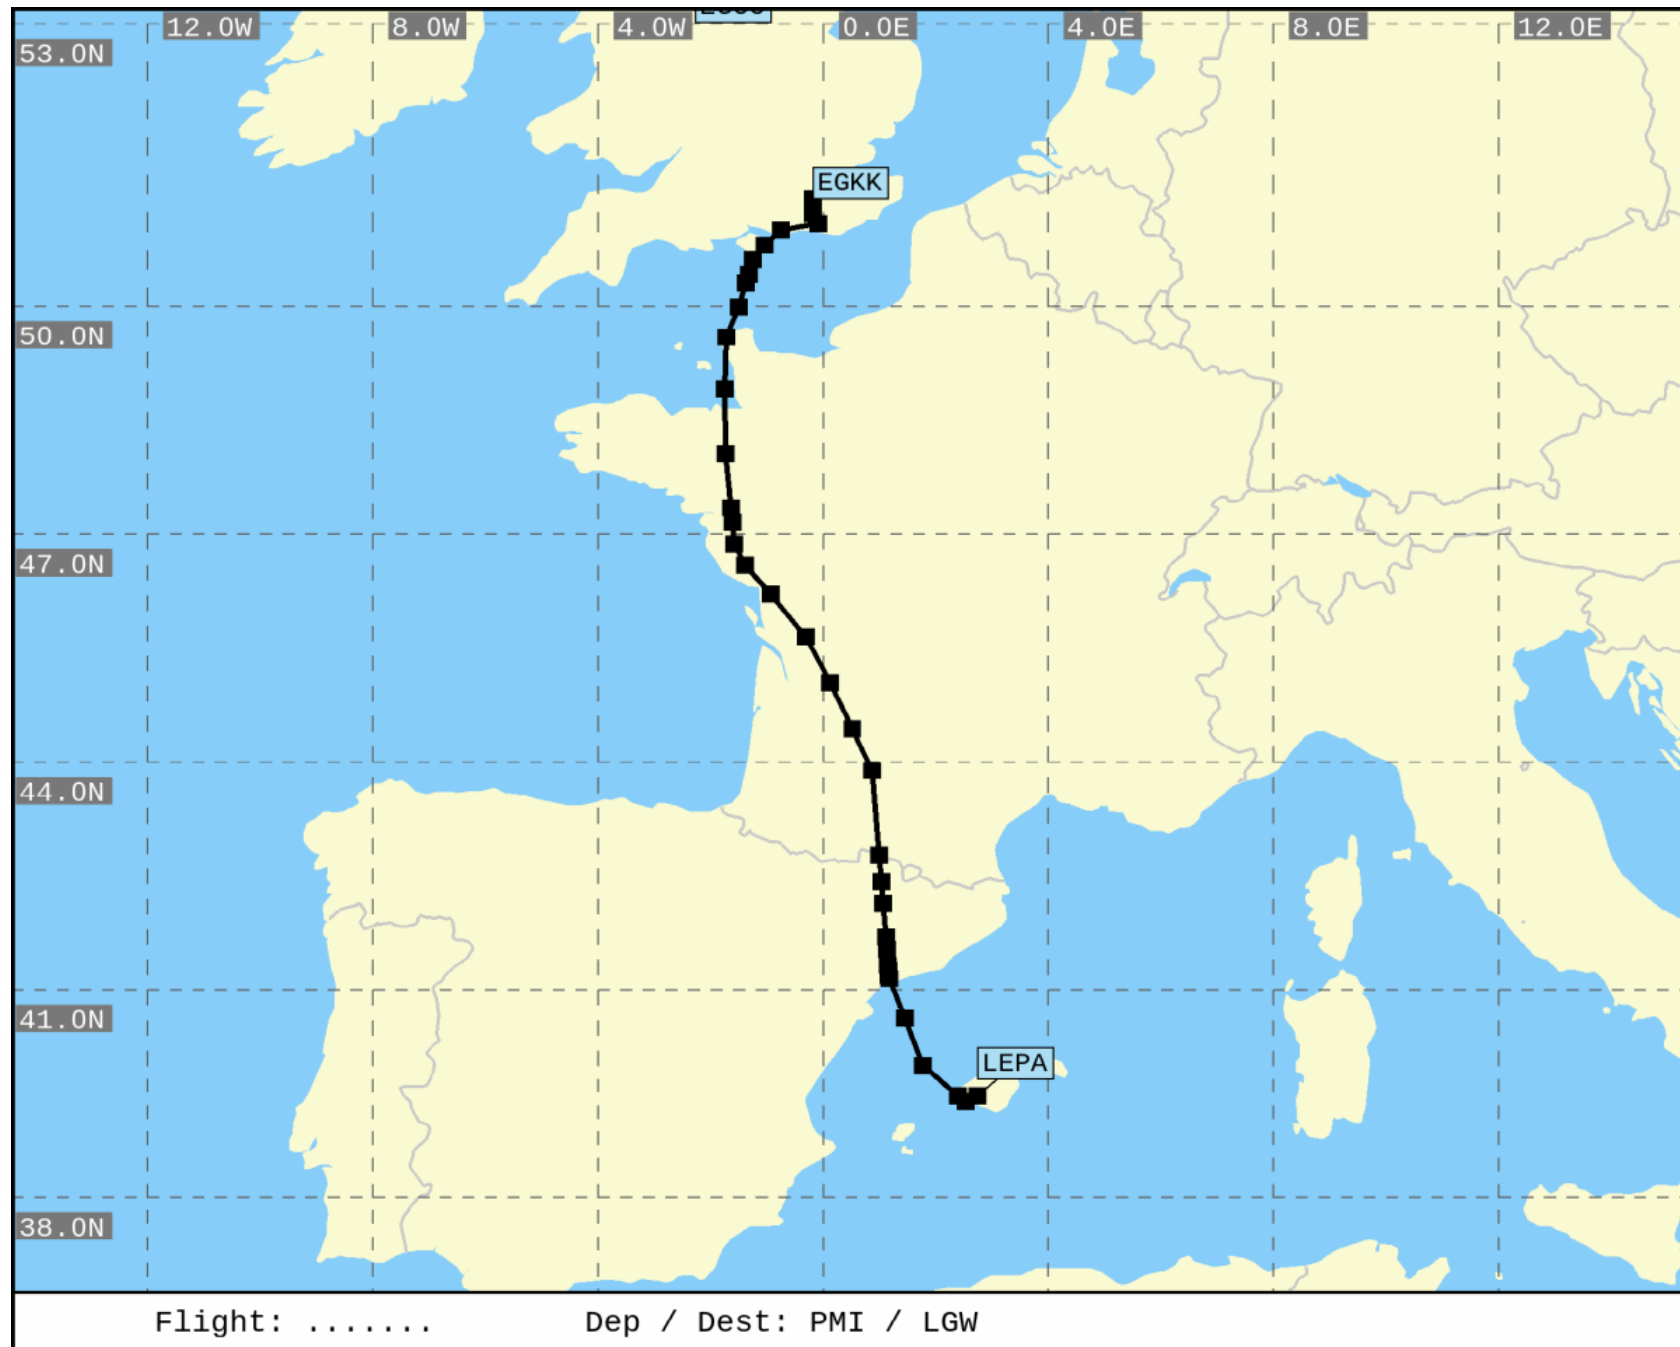 12.0W 8.0W 4.0W 0.0E 4.0E 8.0E 12.0E
53.0N
EGKK
50.0N
47.0N
44.0N
41.0N
LEPA
38.0N
Flight: ....... Dep / Dest: PMI / LGW